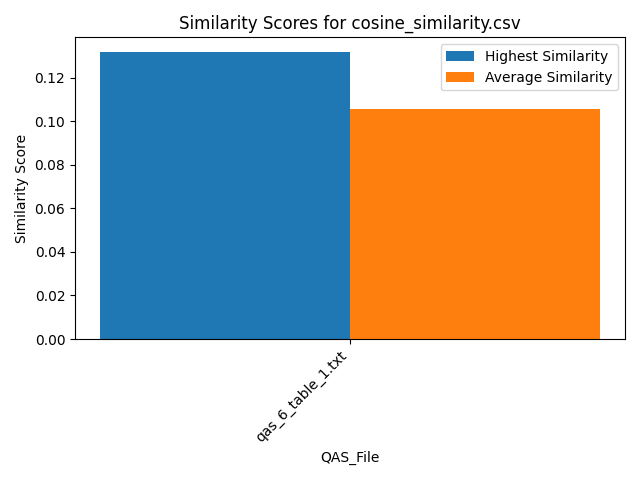 Similarity Scores for cosine_similarity.csv
Highest Similarity
Average Similarity
Similarity Score
0.12
0.10
0.08
0.06
0.04
0.02
0.00
qas_6_table_1.txt
QAS_File